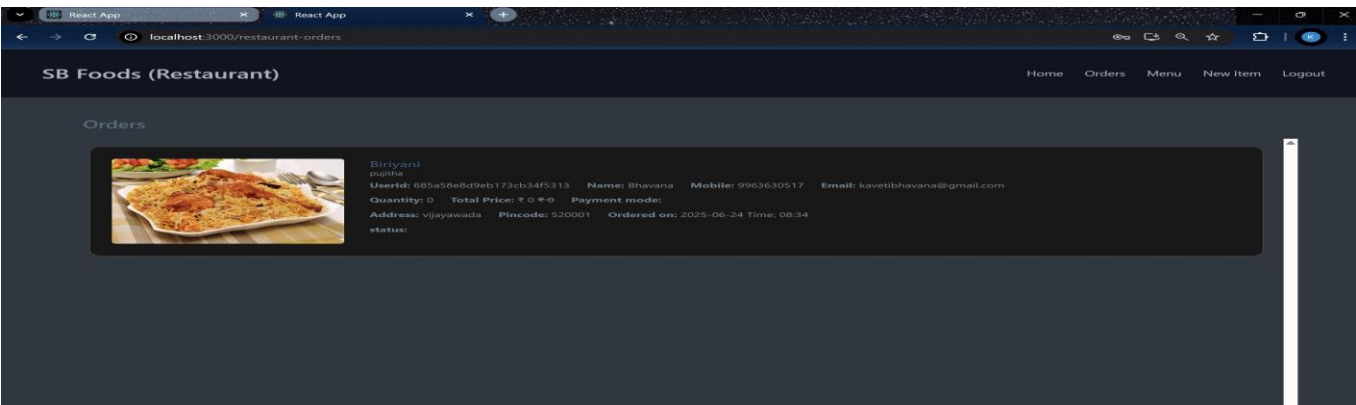 React App
React App
localhost:3000/restaurant-orders
K
SB Foods (Restaurant)
Home Orders Menu New Item Logout
Orders
Biriyani
pujitha
UserId: 685a58e8d9eb173cb34f5313 Name: Bhavana Mobile: 9963630517 Email: kavetibhavana@gmail.com
Quantity: 0 Total Price: ₹ 0 ₹ 0 Payment mode:
Address: vijayawada Pincode: 520001 Ordered on: 2025-06-24 Time: 08:34
status: